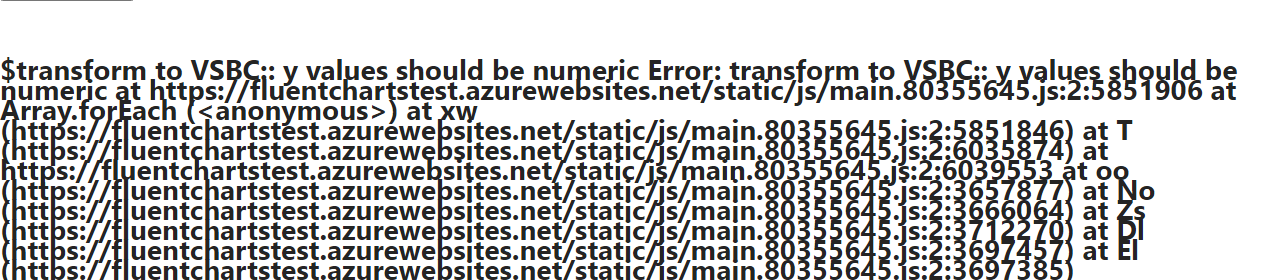 $transform to VSBC:: y values should be numeric Error: transform to VSBC:: y values should be
numeric at https://fluentchartstest.azurewebsites.net/static/js/main.80355645.js:2:5851906 at
Array.forEach (<anonymous>) at xw
(https://fluentchartstest.azurewebsites.net/static/js/main.80355645.js:2:5851846) at T
(https://fluentchartstest.azurewebsites.net/static/js/main.80355645.js:2:6035874) at
https://fluentchartstest.azurewebsites.net/static/js/main.80355645.js:2:6039553 at oo
(https://fluentchartstest.azurewebsites.net/static/js/main.80355645.js:2:3657877) at No
(https://fluentchartstest.azurewebsites.net/static/js/main.80355645.js:2:3666064) at Zs
(https://fluentchartstest.azurewebsites.net/static/js/main.80355645.js:2:3712270) at Dl
(https://fluentchartstest.azurewebsites.net/static/js/main.80355645.js:2:3697457) at El
(https://fluentchartstest.azurewebsites.net/static/js/main.80355645.js:2:3697385)